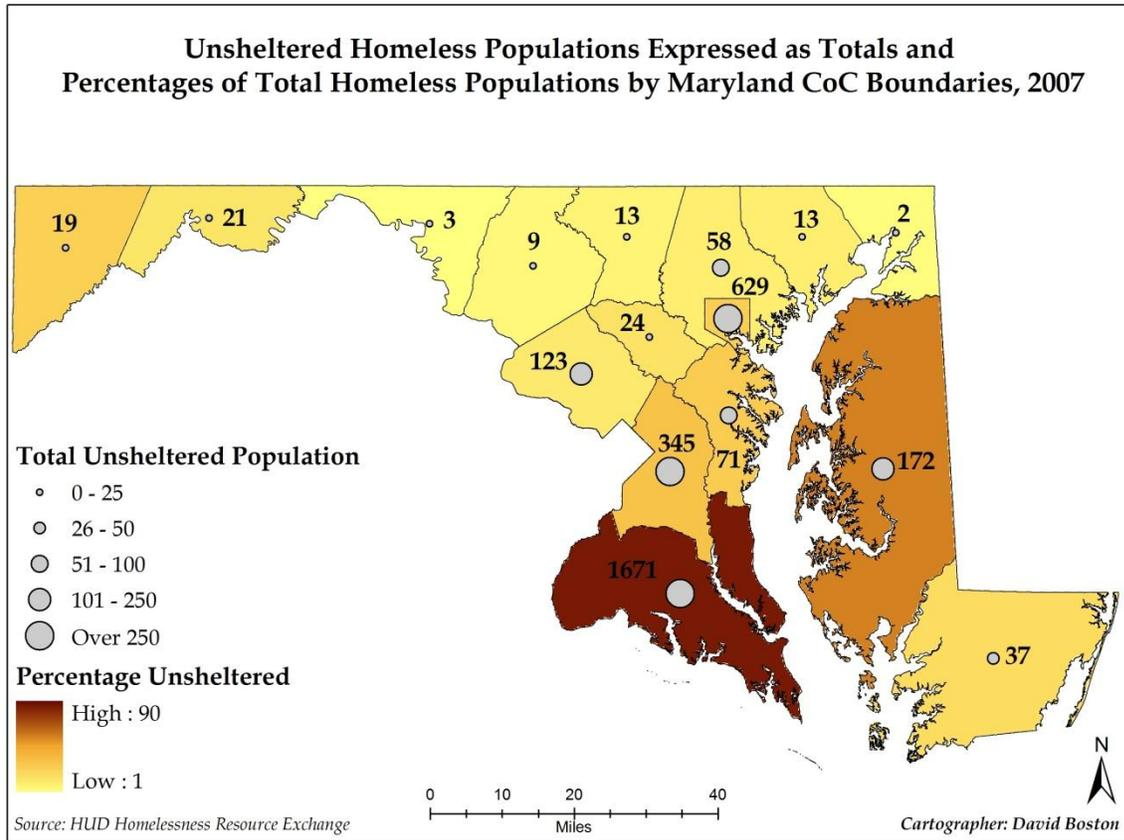 Unsheltered Homeless Populations Expressed as Totals and
Percentages of Total Homeless Populations by Maryland CoC Boundaries, 2007
19
21
3
9
13
58
13
2
629
24
123
345
71
172
1671
37
Total Unsheltered Population
0 - 25
26 - 50
51 - 100
101 - 250
Over 250
Percentage Unsheltered
High : 90
Low : 1
0 10 20 40
Miles
N
Source: HUD Homelessness Resource Exchange
Cartographer: David Boston